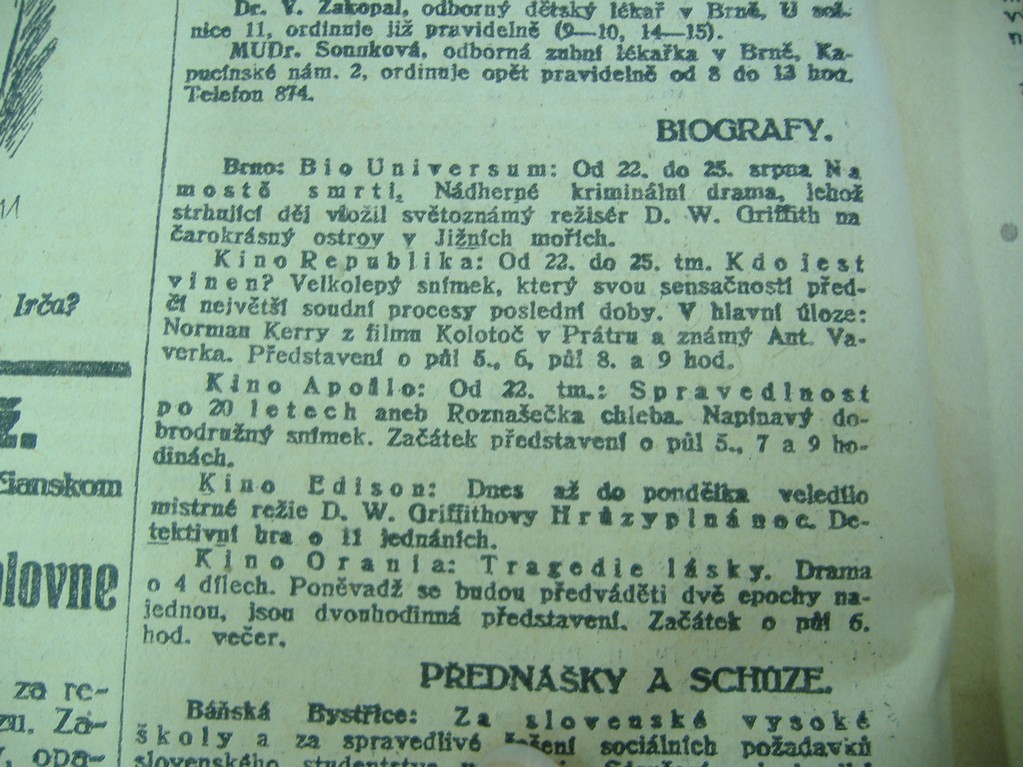 Dr. V. Zakopal, odborný dětský lékař v Brně, U sol-
nice 11, ordinuje již pravidelně (9—10, 14—15).
MUDr. Sonnková, odborná zubní lékařka v Brně, Ka-
pucínské nám. 2, ordinuje opět pravidelně od 8 do 13 hod.
Telefon 874.
BIOGRAFY.
Brno: Bio Universum: Od 22. do 25. srpna Na
mostě smrti. Nádherné kriminální drama, jehož
strhující děj vložil světoznámý režisér D. W. Griffith na
čarokrásný ostrov v Jižních mořích.
Kino Republika: Od 22. do 25. tm. Kdo jest
vinen? Velkolepý snímek, který svou sensačností před-
čí největší soudní procesy poslední doby. V hlavní úloze:
Norman Kerry z filmu Kolotoč v Prátru a známý Ant. Va-
verka. Představení o půl 5., 6, půl 8. a 9 hod.
Kino Apollo: Od 22. tm.: Spravedlnost
po 20 letech aneb Roznašečka chleba. Napínavý do-
brodružný snímek. Začátek představení o půl 5., 7 a 9 ho-
dinách.
Kino Edison: Dnes až do pondělka veledílo
mistrné režie D. W. Griffithovy Hrůzyplná noc. De-
tektivní hra o 11 jednáních.
Kino Orania: Tragedie lásky. Drama
o 4 dílech. Poněvadž se budou předváděti dvě epochy na-
jednou, jsou dvouhodinná představení. Začátek o půl 6.
hod. večer.
PŘEDNÁŠKY A SCHŮZE.
Báňská Bystřice: Za slovenské vysoké
školy a za spravedlivé řešení sociálních požadavků
slovenského studentstva
Irča?
ž.
čianskom
lovne
za re-
zu. Zá-
opa-